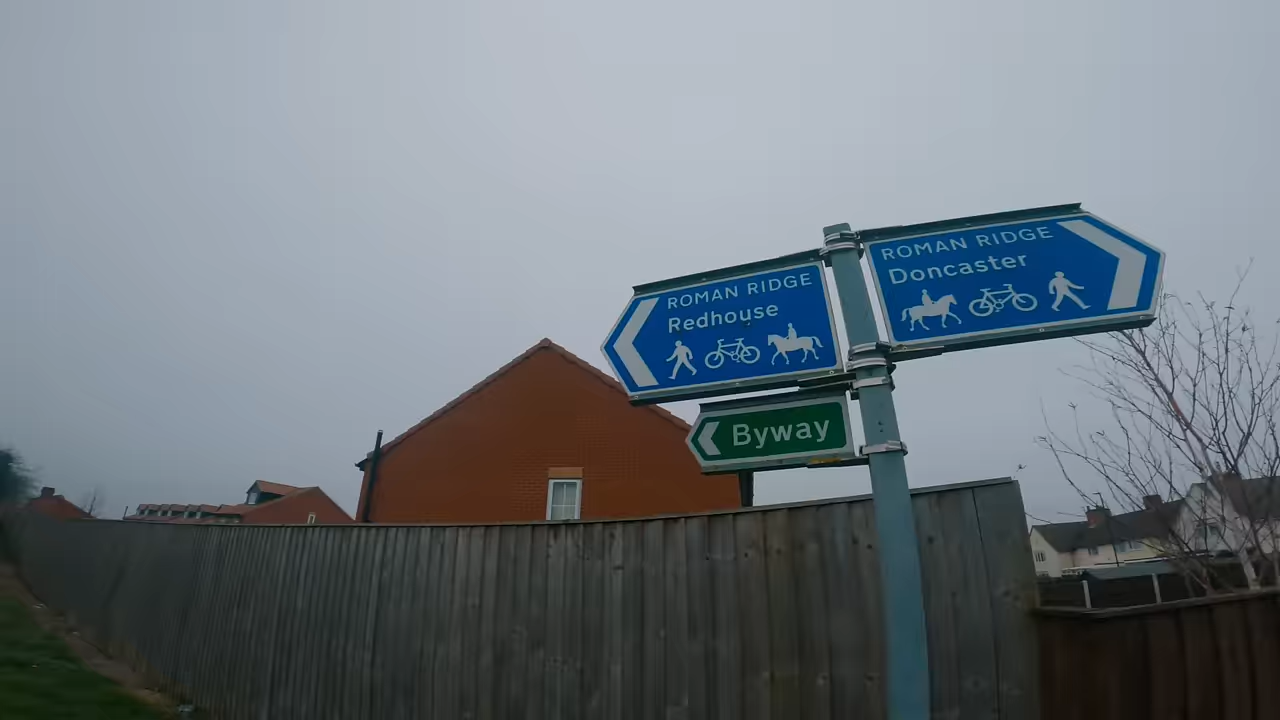 ROMAN RIDGE
Redhouse
Byway
ROMAN RIDGE
Doncaster